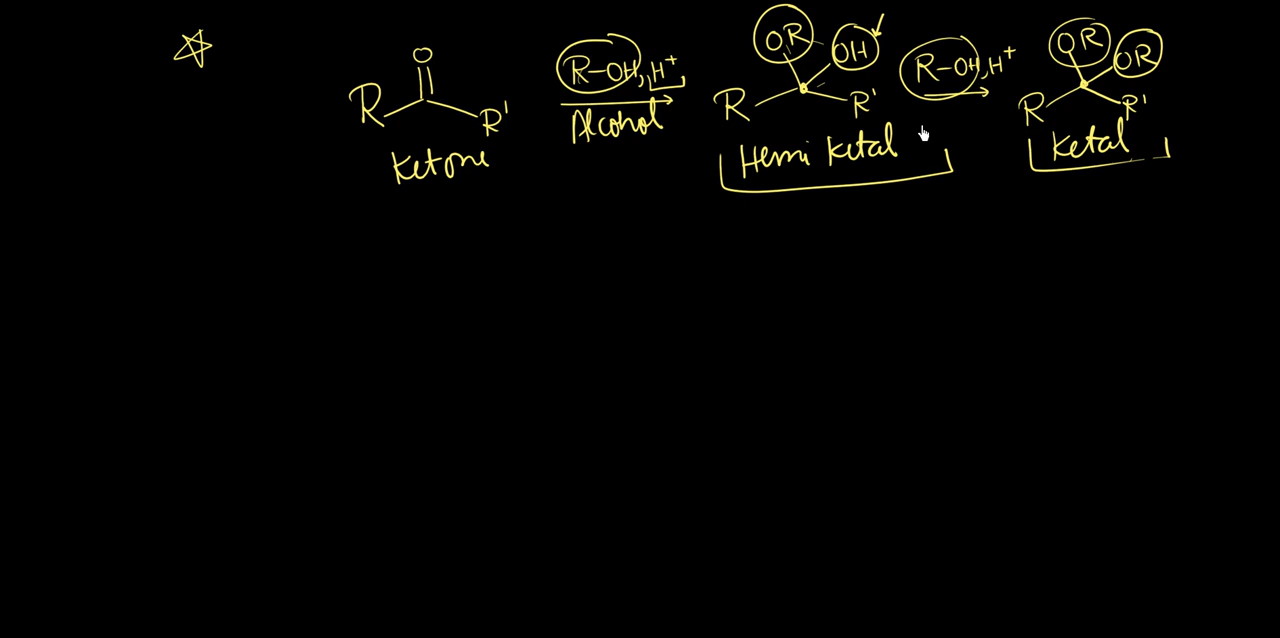 O
R
R'
Ketone
R-OH, H⁺
Alcohol
OR
OH
R
R'
Hemi Ketal
R-OH, H⁺
OR
OR
R
R'
Ketal